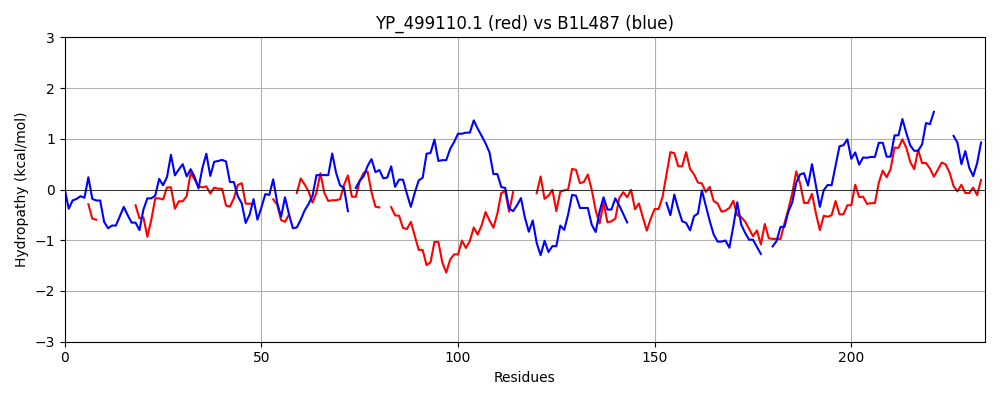 YP_499110.1 (red) vs B1L487 (blue)
Hydropathy (kcal/mol)
3
2
1
0
−1
−2
−3
0 50 100 150 200
Residues